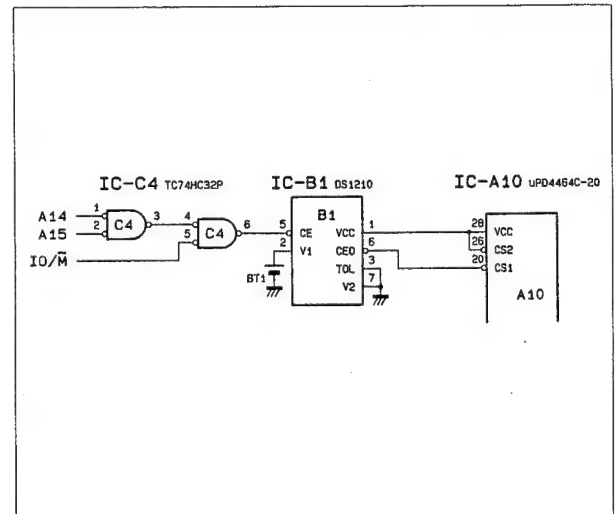 IC-C4 TC74HC32P
IC-B1 DS1210
IC-A10 uPD4464C-20
A14 1
A15 2
C4
3
4
5
C4
6
IO/M̅
B1
5 CE
2 V1
VCC 1
CEO 6
TOL 3
V2 7
BT1
28 VCC
26 CS2
20 CS1
A10